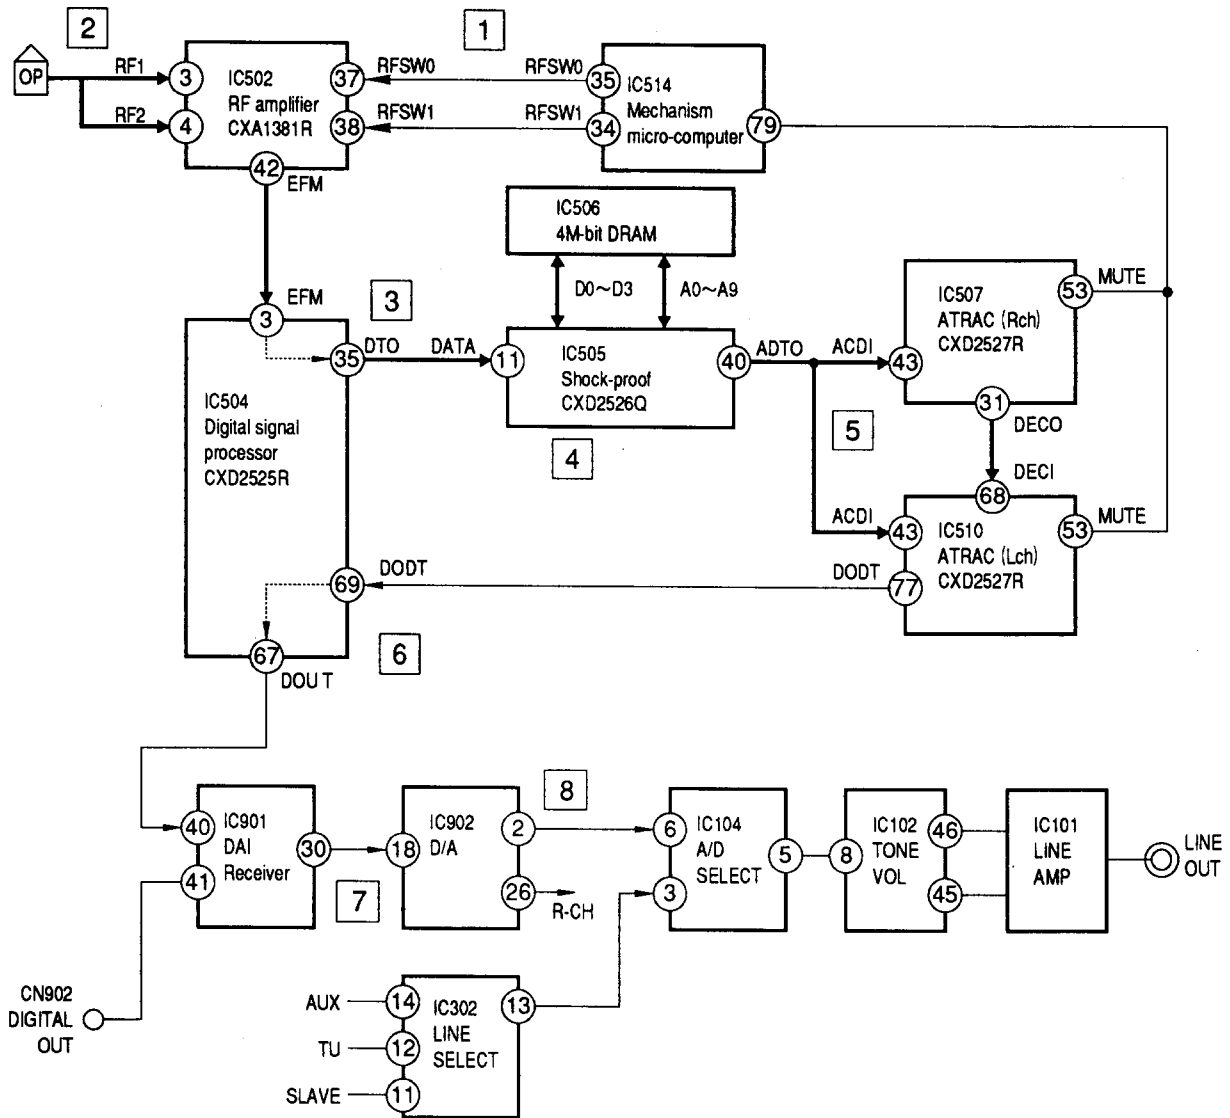 2
1
OP
RF1
RF2
3
4
IC502
RF amplifier
CXA1381R
37
38
42
EFM
RFSW0
RFSW1
RFSW0
RFSW1
35
34
IC514
Mechanism
micro-computer
79
IC506
4M-bit DRAM
D0~D3
A0~A9
EFM
3
3
35
DTO
DATA
11
IC505
Shock-proof
CXD2526Q
40
ADTO
ACDI
43
IC507
ATRAC (Rch)
CXD2527R
53
MUTE
31
DECO
4
5
IC504
Digital signal
processor
CXD2525R
DECI
68
ACDI
43
IC510
ATRAC (Lch)
CXD2527R
53
MUTE
69
DODT
DODT
77
6
67
DOU T
8
40
41
IC901
DAI
Receiver
30
7
18
IC902
D/A
2
26
R-CH
6
3
IC104
A/D
SELECT
5
8
IC102
TONE
VOL
46
45
IC101
LINE
AMP
LINE
OUT
CN902
DIGITAL
OUT
AUX
TU
SLAVE
14
12
11
IC302
LINE
SELECT
13